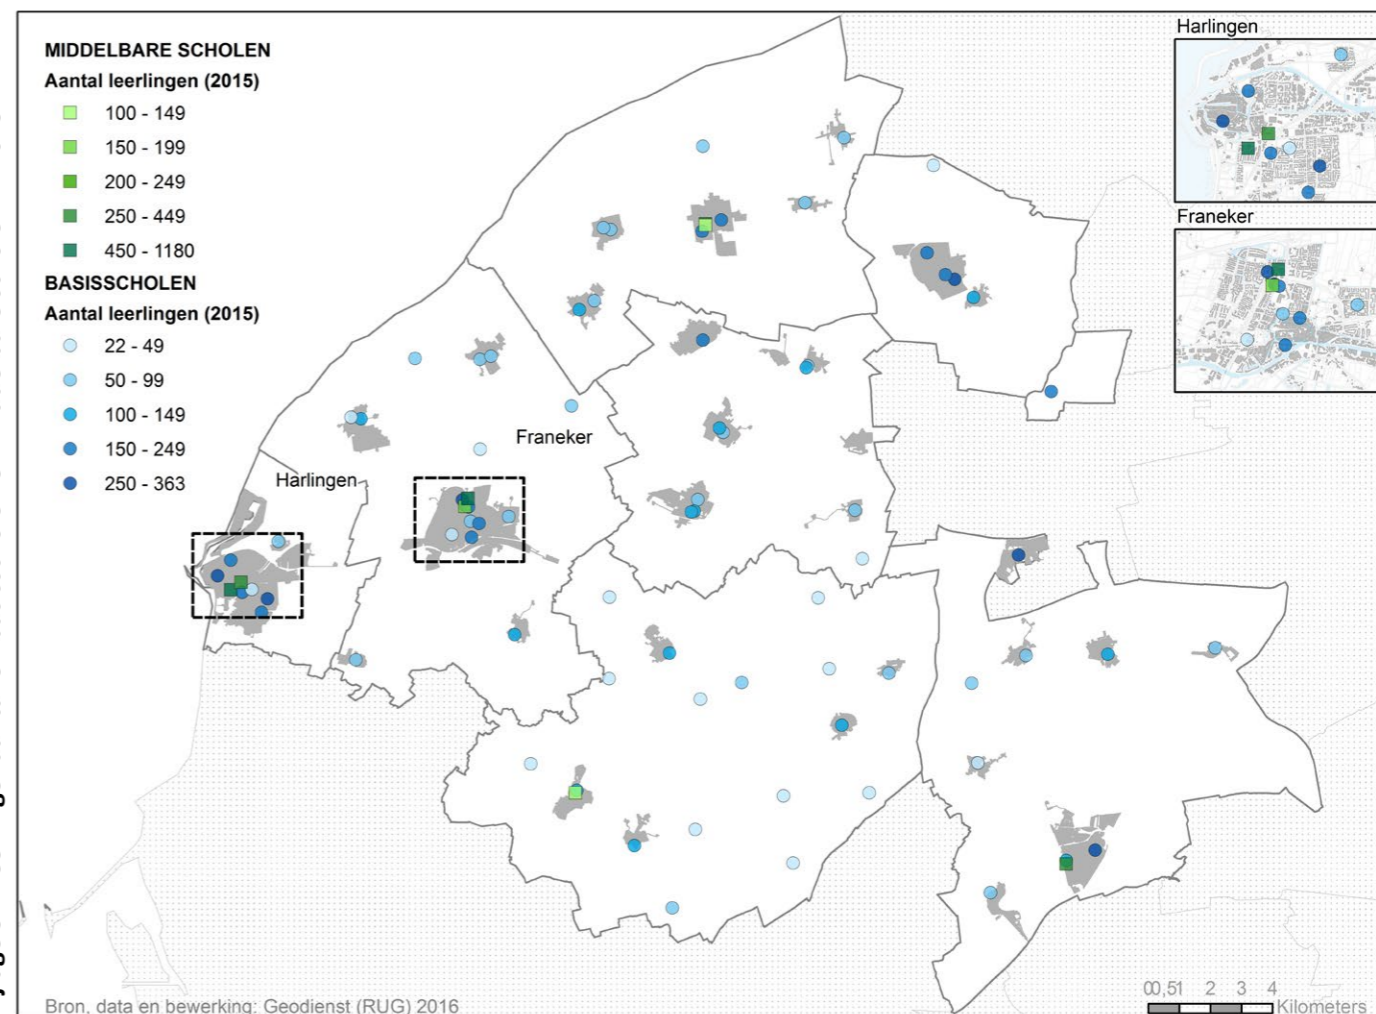 MIDDELBARE SCHOLEN
Aantal leerlingen (2015)
100 - 149
150 - 199
200 - 249
250 - 449
450 - 1180
BASISSCHOLEN
Aantal leerlingen (2015)
22 - 49
50 - 99
100 - 149
150 - 249
250 - 363
Harlingen
Franeker
Franeker
Harlingen
00,51 2 3 4
Kilometers
Bron, data en bewerking: Geodienst (RUG) 2016